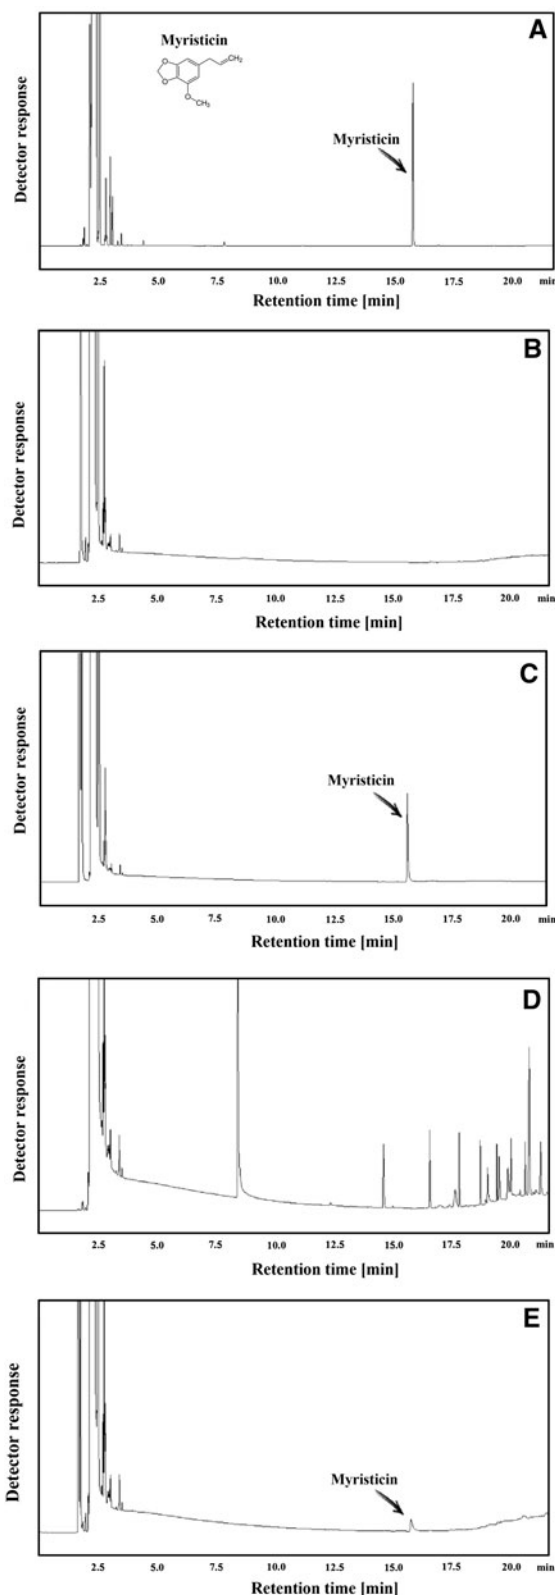 A
Myristicin
O
O
CH₂
O
CH₃
Myristicin
Detector response
2.5 5.0 7.5 10.0 12.5 15.0 17.5 20.0 min
Retention time [min]
B
Detector response
2.5 5.0 7.5 10.0 12.5 15.0 17.5 20.0 min
Retention time [min]
C
Myristicin
Detector response
2.5 5.0 7.5 10.0 12.5 15.0 17.5 20.0 min
Retention time [min]
D
Detector response
2.5 5.0 7.5 10.0 12.5 15.0 17.5 20.0 min
Retention time [min]
E
Myristicin
Detector response
2.5 5.0 7.5 10.0 12.5 15.0 17.5 20.0 min
Retention time [min]